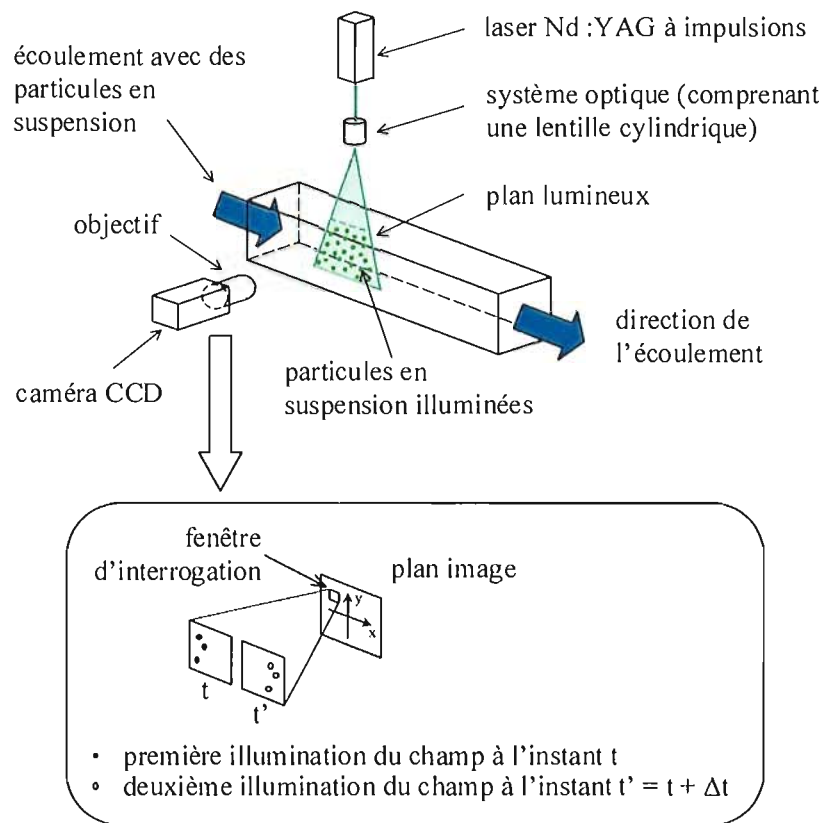 laser Nd :YAG à impulsions
écoulement avec des
particules en
suspension
système optique (comprenant
une lentille cylindrique)
plan lumineux
objectif
direction de
l'écoulement
caméra CCD
particules en
suspension illuminées
fenêtre
d'interrogation
plan image
y
x
t
t'
• première illumination du champ à l'instant t
o deuxième illumination du champ à l'instant t' = t + Δt